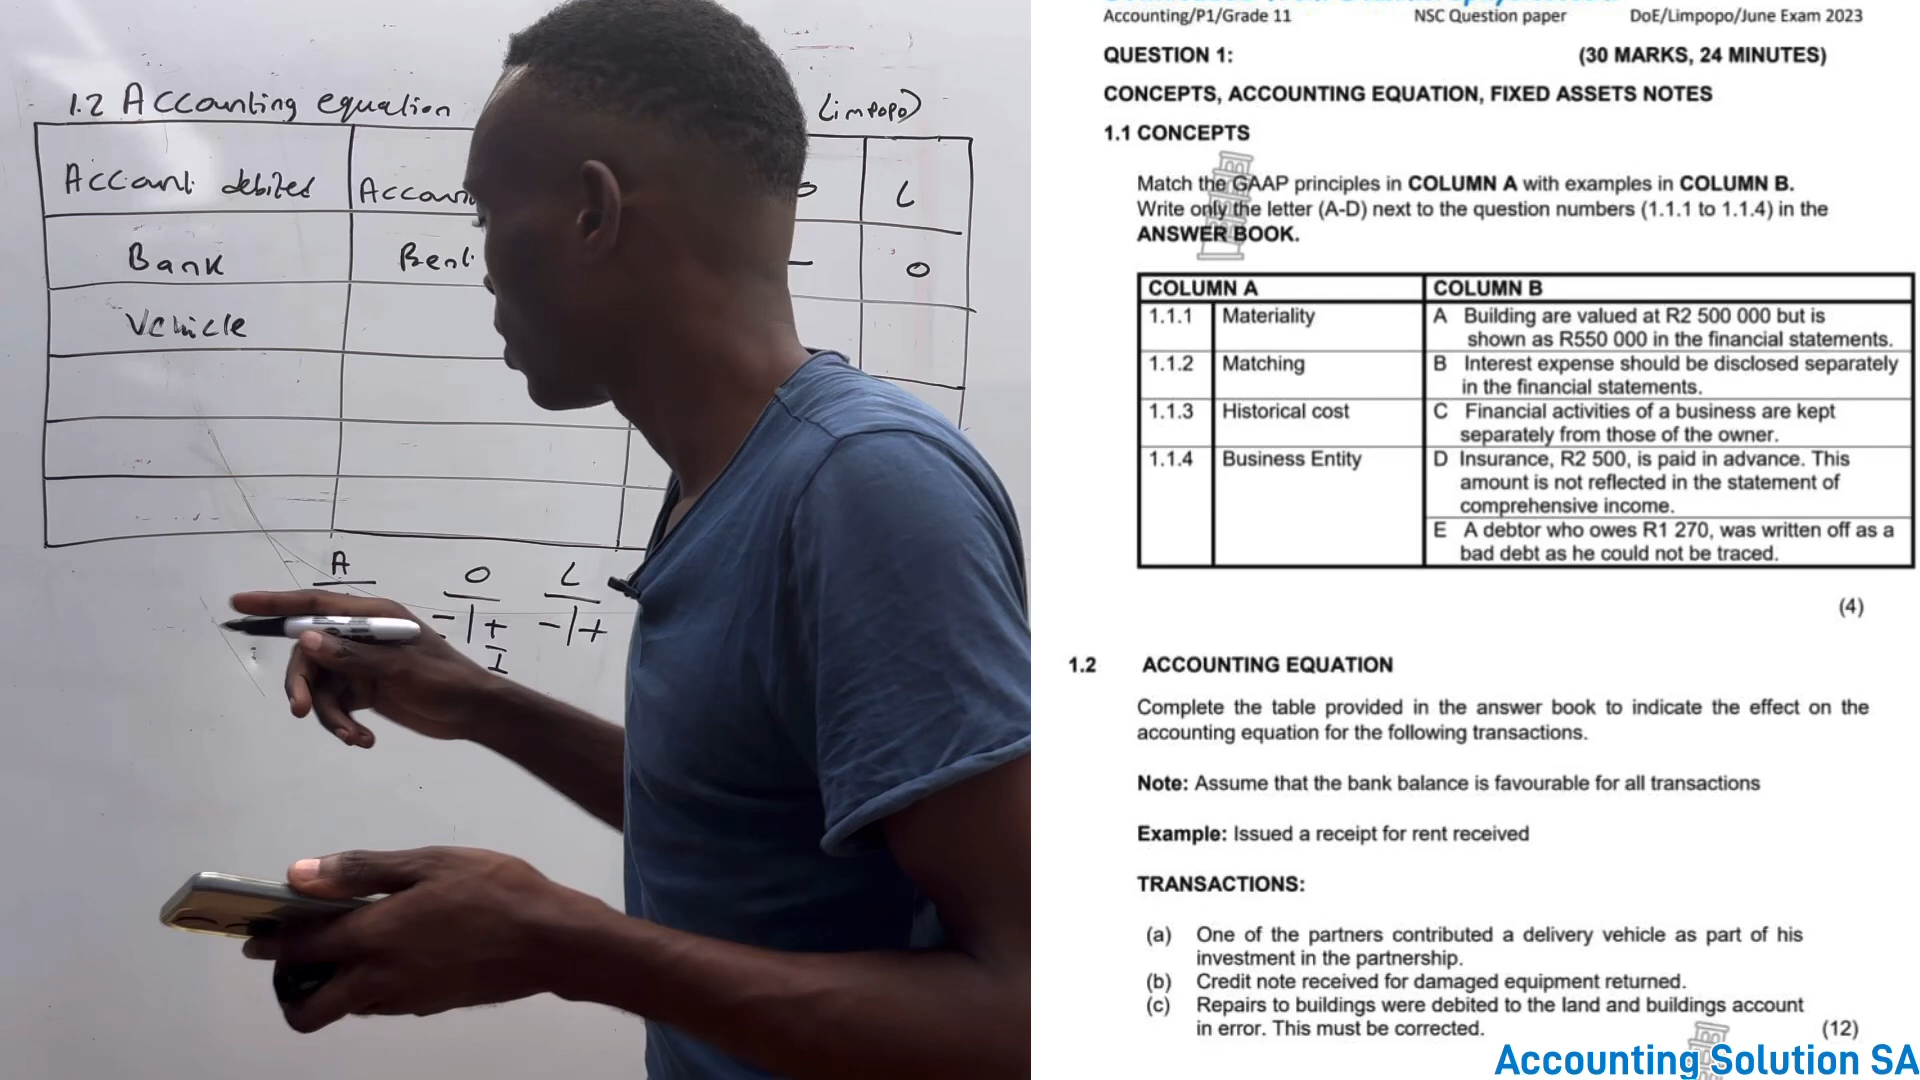 1.2 Accounting equation
Limpopo)
Account debited
L
Bank
Rent
O
Vehicle
A
O L
- | + - | +
I
Accounting/P1/Grade 11 NSC Question paper DoE/Limpopo/June Exam 2023
QUESTION 1: (30 MARKS, 24 MINUTES)
CONCEPTS, ACCOUNTING EQUATION, FIXED ASSETS NOTES
1.1 CONCEPTS
Match the GAAP principles in COLUMN A with examples in COLUMN B.
Write only the letter (A-D) next to the question numbers (1.1.1 to 1.1.4) in the
ANSWER BOOK.
COLUMN A COLUMN B
1.1.1 Materiality A Building are valued at R2 500 000 but is
shown as R550 000 in the financial statements.
1.1.2 Matching B Interest expense should be disclosed separately
in the financial statements.
1.1.3 Historical cost C Financial activities of a business are kept
separately from those of the owner.
1.1.4 Business Entity D Insurance, R2 500, is paid in advance. This
amount is not reflected in the statement of
comprehensive income.
E A debtor who owes R1 270, was written off as a
bad debt as he could not be traced.
(4)
1.2 ACCOUNTING EQUATION
Complete the table provided in the answer book to indicate the effect on the
accounting equation for the following transactions.
Note: Assume that the bank balance is favourable for all transactions
Example: Issued a receipt for rent received
TRANSACTIONS:
(a) One of the partners contributed a delivery vehicle as part of his
investment in the partnership.
(b) Credit note received for damaged equipment returned.
(c) Repairs to buildings were debited to the land and buildings account
in error. This must be corrected. (12)
Accounting Solution SA